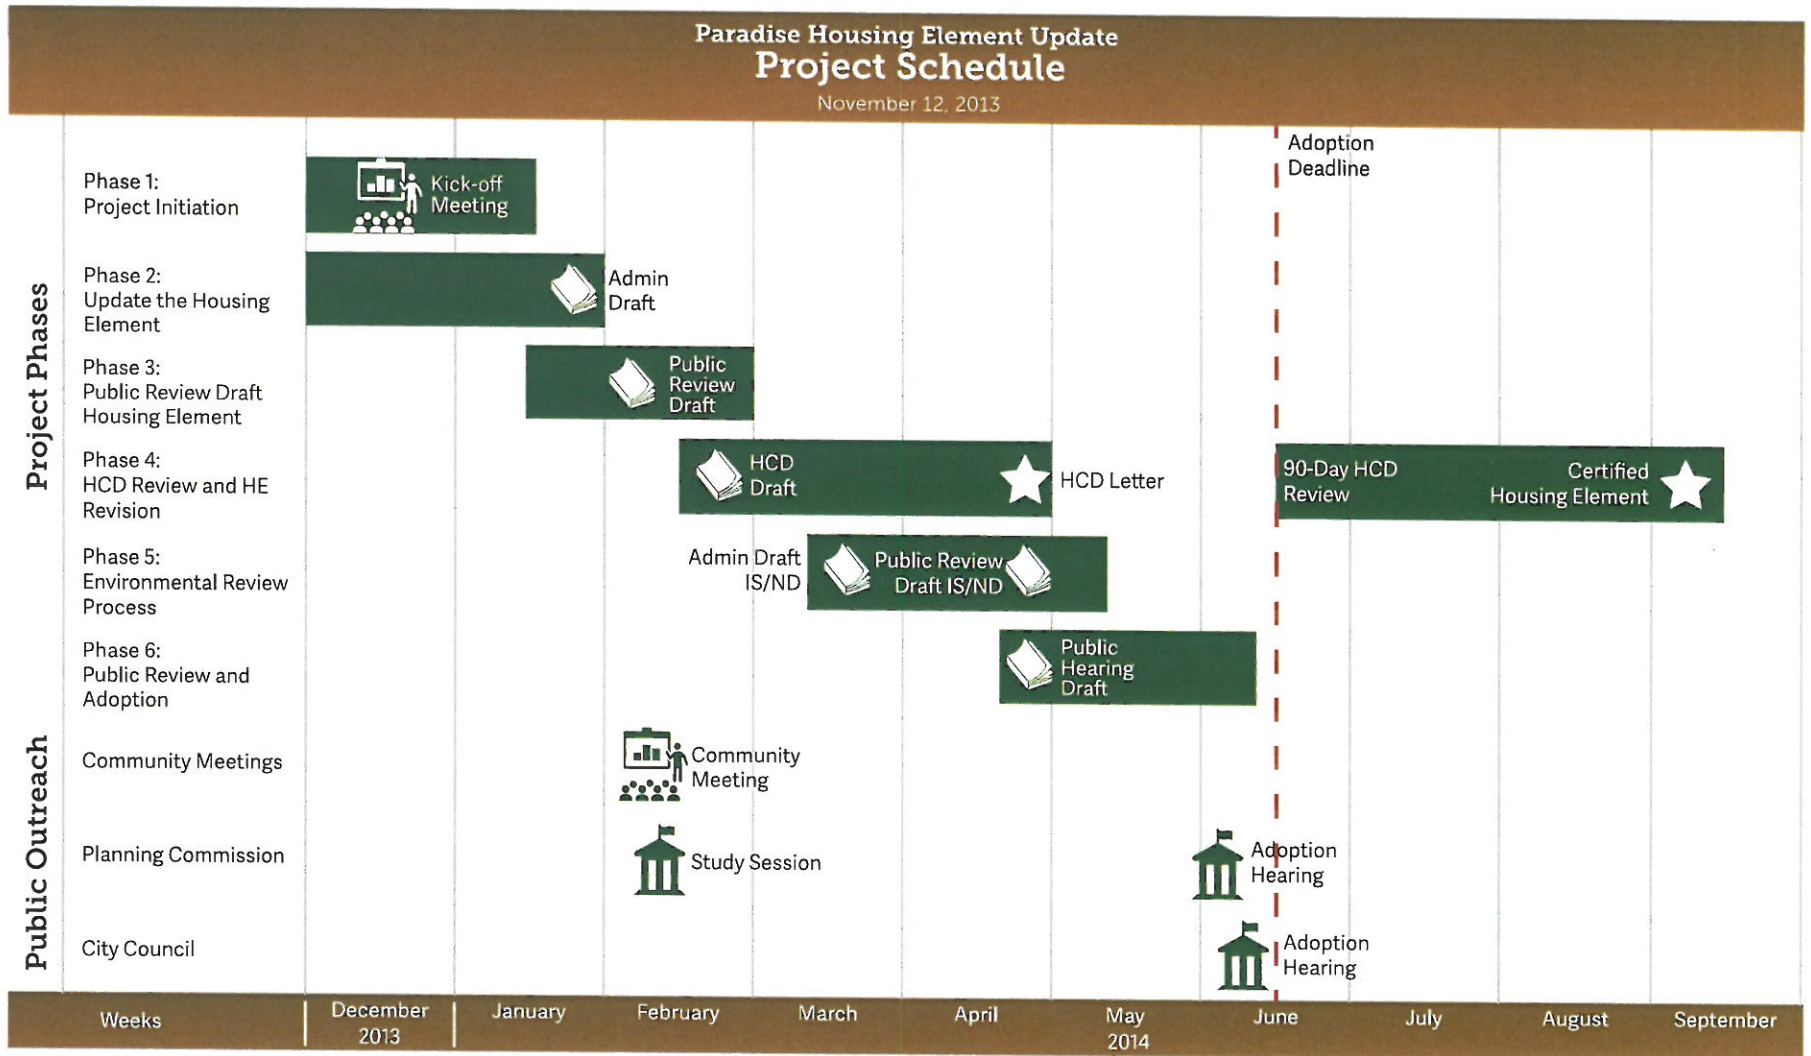 Paradise Housing Element Update
Project Schedule
November 12, 2013
Adoption
Deadline
Project Phases
Phase 1:
Project Initiation
Kick-off
Meeting
Phase 2:
Update the Housing
Element
Admin
Draft
Phase 3:
Public Review Draft
Housing Element
Public
Review
Draft
Phase 4:
HCD Review and HE
Revision
HCD
Draft
HCD Letter
90-Day HCD
Review
Certified
Housing Element
Phase 5:
Environmental Review
Process
Admin Draft
IS/ND
Public Review
Draft IS/ND
Phase 6:
Public Review and
Adoption
Public
Hearing
Draft
Public Outreach
Community Meetings
Community
Meeting
Planning Commission
Study Session
Adoption
Hearing
City Council
Adoption
Hearing
Weeks
December
2013
January
February
March
April
May
2014
June
July
August
September